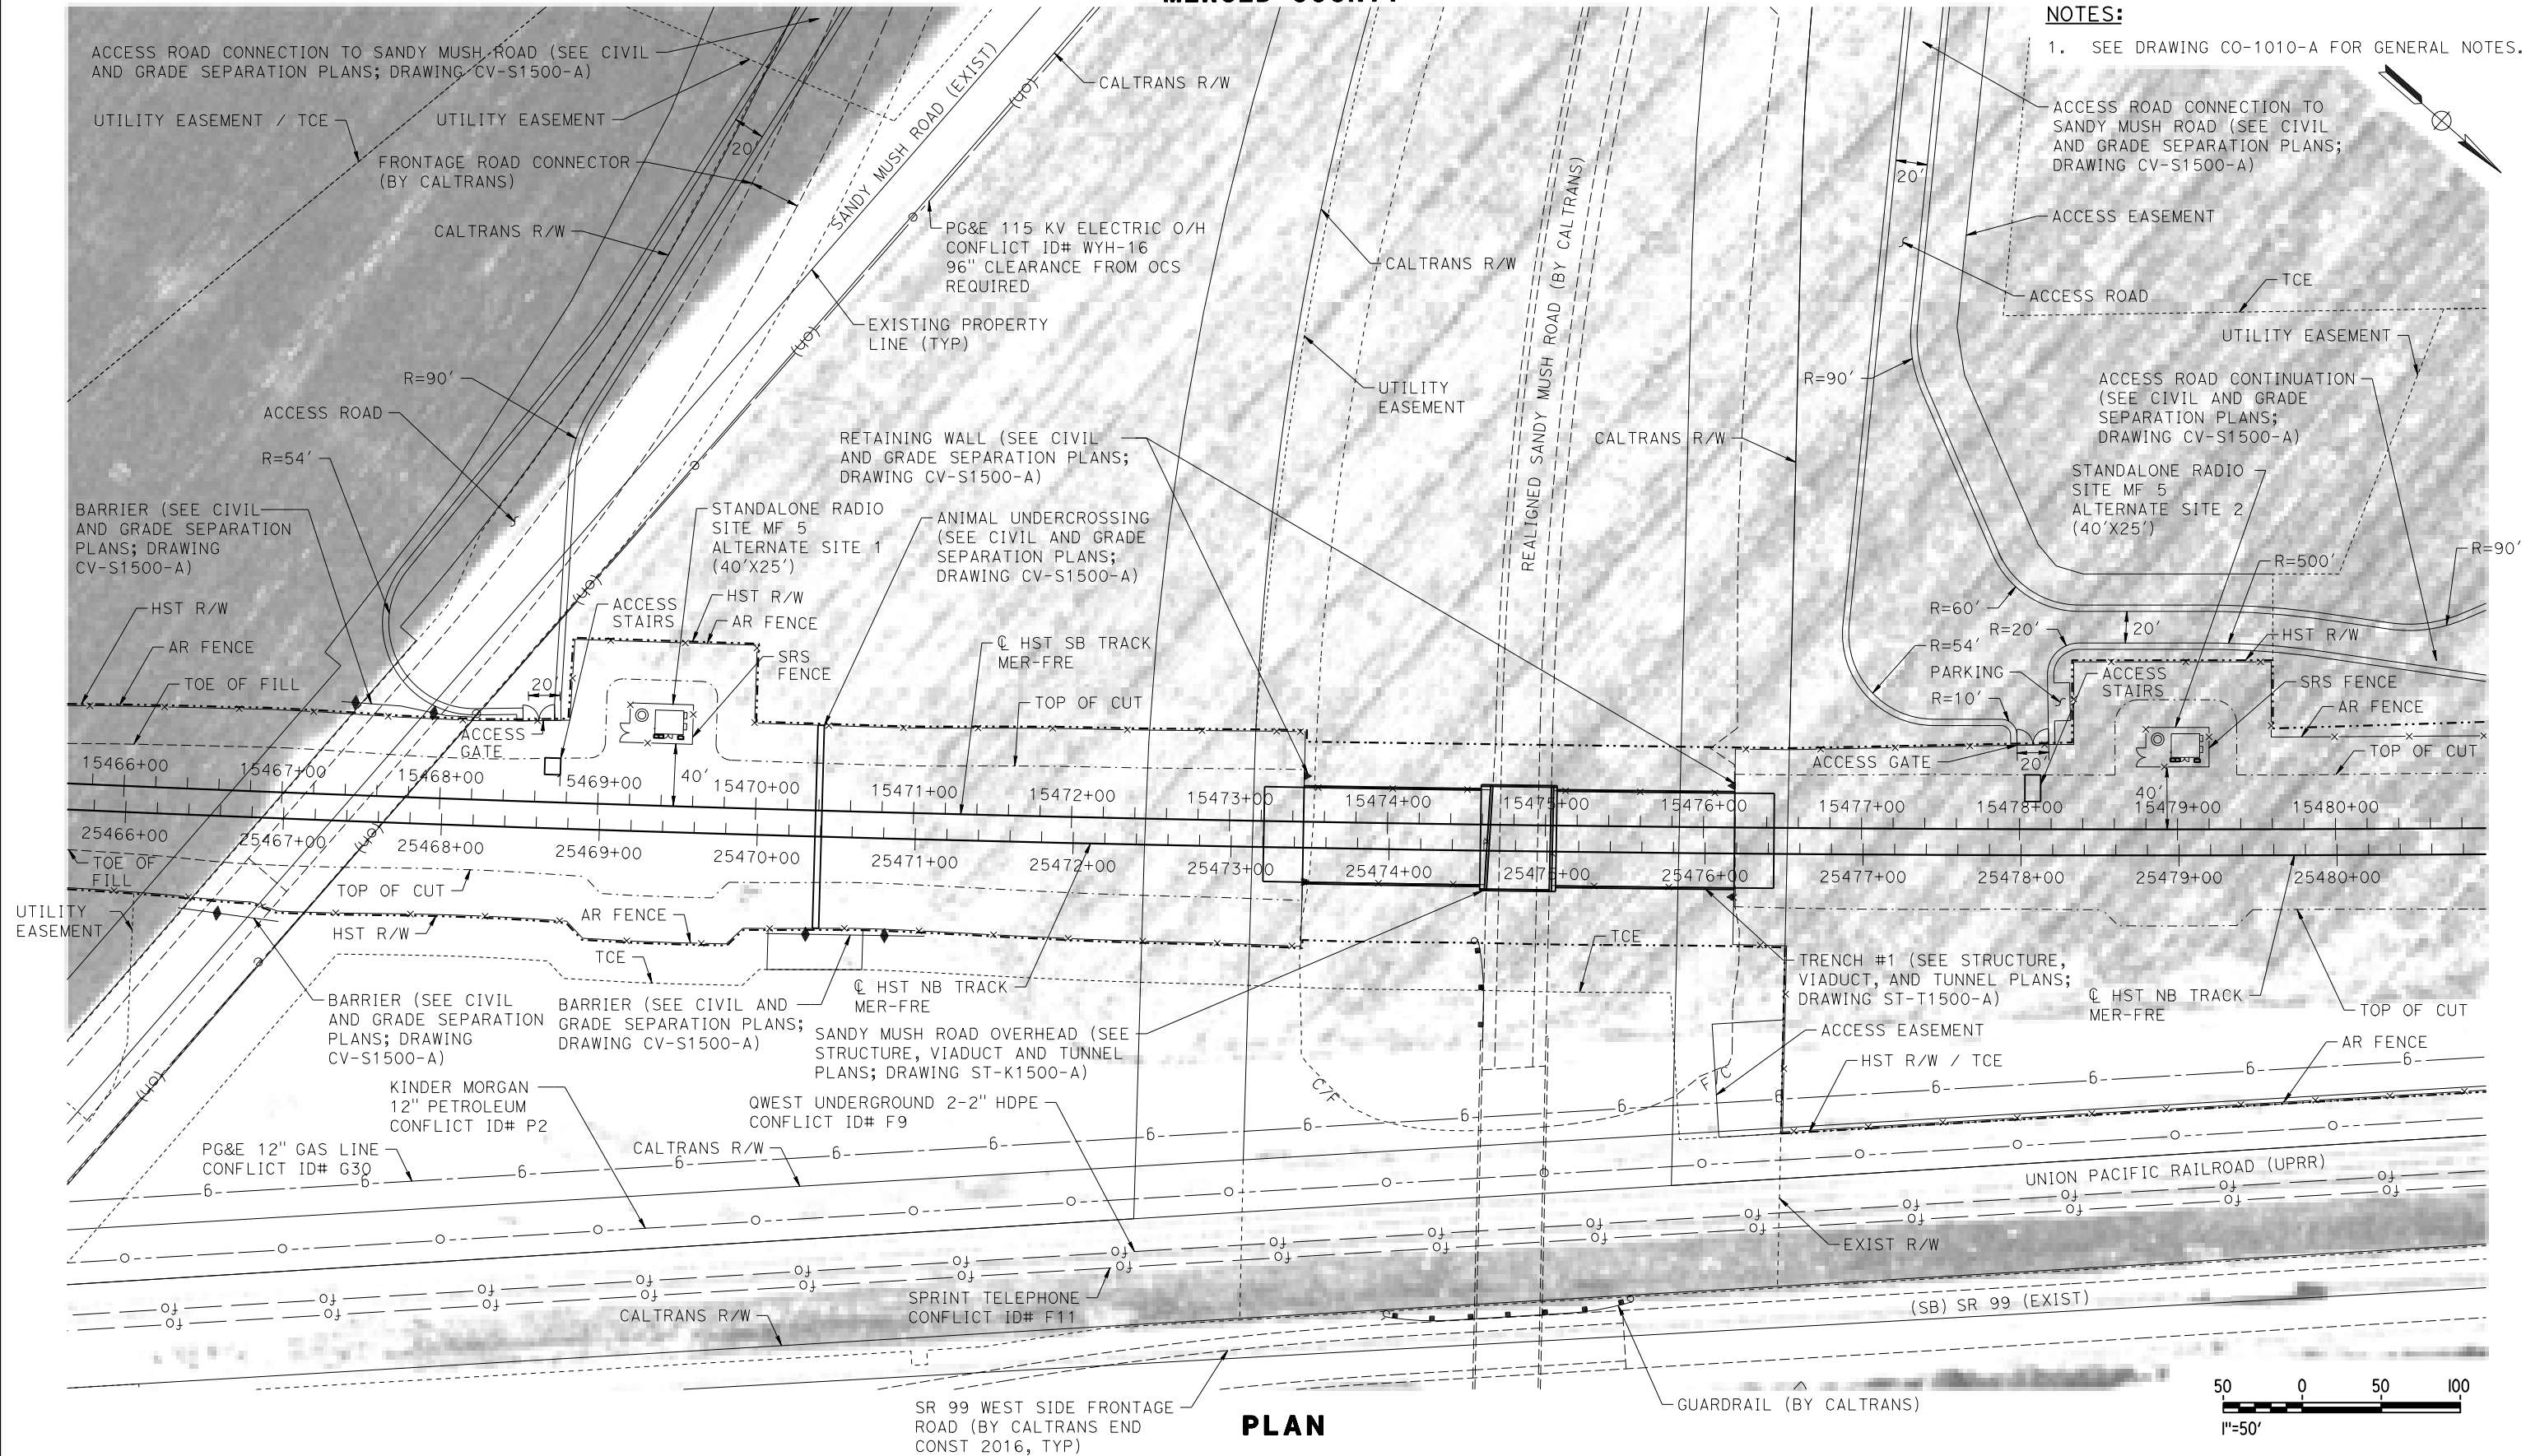 NOTES:
1. SEE DRAWING CO-1010-A FOR GENERAL NOTES.
ACCESS ROAD CONNECTION TO SANDY MUSH ROAD (SEE CIVIL
AND GRADE SEPARATION PLANS; DRAWING CV-S1500-A)
UTILITY EASEMENT / TCE
UTILITY EASEMENT
FRONTAGE ROAD CONNECTOR
(BY CALTRANS)
20'
CALTRANS R/W
SANDY MUSH ROAD (EXIST)
(OH)
CALTRANS R/W
PG&E 115 KV ELECTRIC O/H
CONFLICT ID# WYH-16
96" CLEARANCE FROM OCS
REQUIRED
EXISTING PROPERTY
LINE (TYP)
(OH)
CALTRANS R/W
UTILITY
EASEMENT
REALIGNED SANDY MUSH ROAD (BY CALTRANS)
ACCESS ROAD CONNECTION TO
SANDY MUSH ROAD (SEE CIVIL
AND GRADE SEPARATION PLANS;
DRAWING CV-S1500-A)
20'
ACCESS EASEMENT
ACCESS ROAD
TCE
UTILITY EASEMENT
R=90'
ACCESS ROAD CONTINUATION
(SEE CIVIL AND GRADE
SEPARATION PLANS;
DRAWING CV-S1500-A)
STANDALONE RADIO
SITE MF 5
ALTERNATE SITE 2
(40'X25')
R=90'
R=500'
R=60'
R=20'
20'
HST R/W
R=54'
PARKING
ACCESS
STAIRS
R=10'
SRS FENCE
AR FENCE
ACCESS GATE
20'
TOP OF CUT
40'
R=90'
ACCESS ROAD
R=54'
BARRIER (SEE CIVIL
AND GRADE SEPARATION
PLANS; DRAWING
CV-S1500-A)
RETAINING WALL (SEE CIVIL
AND GRADE SEPARATION PLANS;
DRAWING CV-S1500-A)
CALTRANS R/W
STANDALONE RADIO
SITE MF 5
ALTERNATE SITE 1
(40'X25')
ANIMAL UNDERCROSSING
(SEE CIVIL AND GRADE
SEPARATION PLANS;
DRAWING CV-S1500-A)
(OH)
HST R/W
AR FENCE
TOE OF FILL
ACCESS
STAIRS
HST R/W
AR FENCE
SRS
FENCE
℄ HST SB TRACK
MER-FRE
TOP OF CUT
20'
ACCESS
GATE
40'
15466+00
15467+00
15468+00
15469+00
15470+00
15471+00
15472+00
15473+00
15474+00
15475+00
15476+00
15477+00
15478+00
15479+00
15480+00
25466+00
25467+00
25468+00
25469+00
25470+00
25471+00
25472+00
25473+00
25474+00
25475+00
25476+00
25477+00
25478+00
25479+00
25480+00
(OH)
TOE OF
FILL
TOP OF CUT
UTILITY
EASEMENT
HST R/W
AR FENCE
TCE
TCE
BARRIER (SEE CIVIL
AND GRADE SEPARATION
PLANS; DRAWING
CV-S1500-A)
BARRIER (SEE CIVIL AND
GRADE SEPARATION PLANS;
DRAWING CV-S1500-A)
℄ HST NB TRACK
MER-FRE
SANDY MUSH ROAD OVERHEAD (SEE
STRUCTURE, VIADUCT AND TUNNEL
PLANS; DRAWING ST-K1500-A)
TRENCH #1 (SEE STRUCTURE,
VIADUCT, AND TUNNEL PLANS;
DRAWING ST-T1500-A)
℄ HST NB TRACK
MER-FRE
TOP OF CUT
ACCESS EASEMENT
HST R/W / TCE
AR FENCE
(OH)
C/F
F/C
KINDER MORGAN
12" PETROLEUM
CONFLICT ID# P2
QWEST UNDERGROUND 2-2" HDPE
CONFLICT ID# F9
PG&E 12" GAS LINE
CONFLICT ID# G30
CALTRANS R/W
UNION PACIFIC RAILROAD (UPRR)
EXIST R/W
SPRINT TELEPHONE
CONFLICT ID# F11
CALTRANS R/W
(SB) SR 99 (EXIST)
SR 99 WEST SIDE FRONTAGE
ROAD (BY CALTRANS END
CONST 2016, TYP)
GUARDRAIL (BY CALTRANS)
PLAN
50 0 50 100
1"=50'